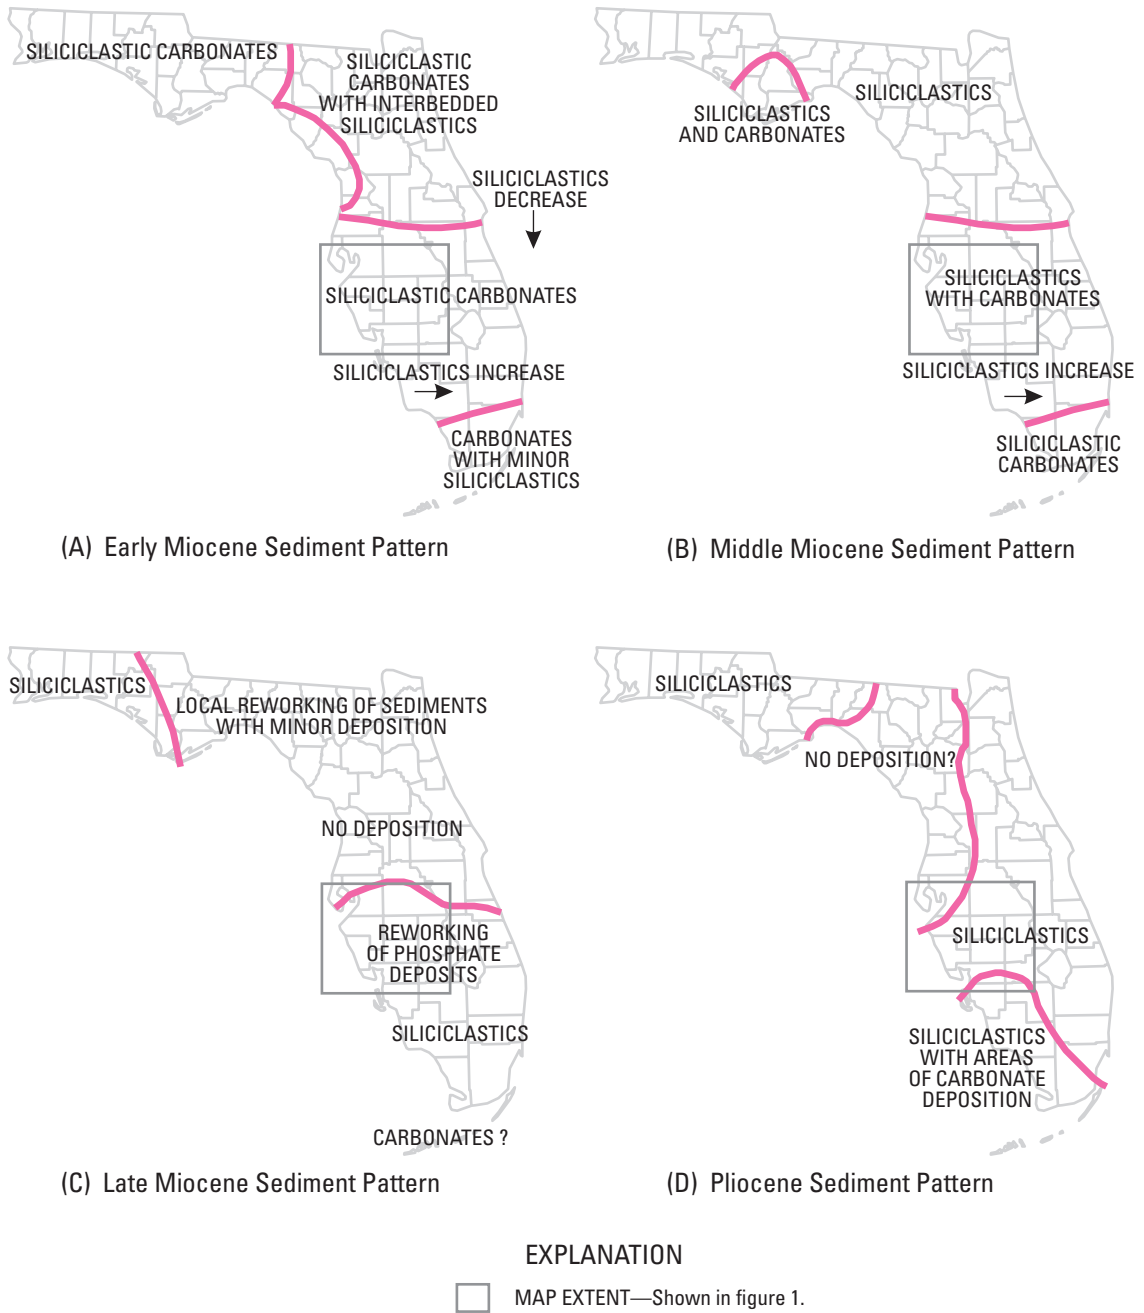 SILICICLASTIC CARBONATES
SILICICLASTIC
CARBONATES
WITH INTERBEDDED
SILICICLASTICS
SILICICLASTICS
DECREASE
SILICICLASTIC CARBONATES
SILICICLASTICS INCREASE
CARBONATES
WITH MINOR
SILICICLASTICS
(A) Early Miocene Sediment Pattern
SILICICLASTICS
AND CARBONATES
SILICICLASTICS
SILICICLASTICS
WITH CARBONATES
SILICICLASTICS INCREASE
SILICICLASTIC
CARBONATES
(B) Middle Miocene Sediment Pattern
SILICICLASTICS
LOCAL REWORKING OF SEDIMENTS
WITH MINOR DEPOSITION
NO DEPOSITION
REWORKING
OF PHOSPHATE
DEPOSITS
SILICICLASTICS
CARBONATES ?
(C) Late Miocene Sediment Pattern
SILICICLASTICS
NO DEPOSITION?
SILICICLASTICS
SILICICLASTICS
WITH AREAS
OF CARBONATE
DEPOSITION
(D) Pliocene Sediment Pattern
EXPLANATION
MAP EXTENT—Shown in figure 1.